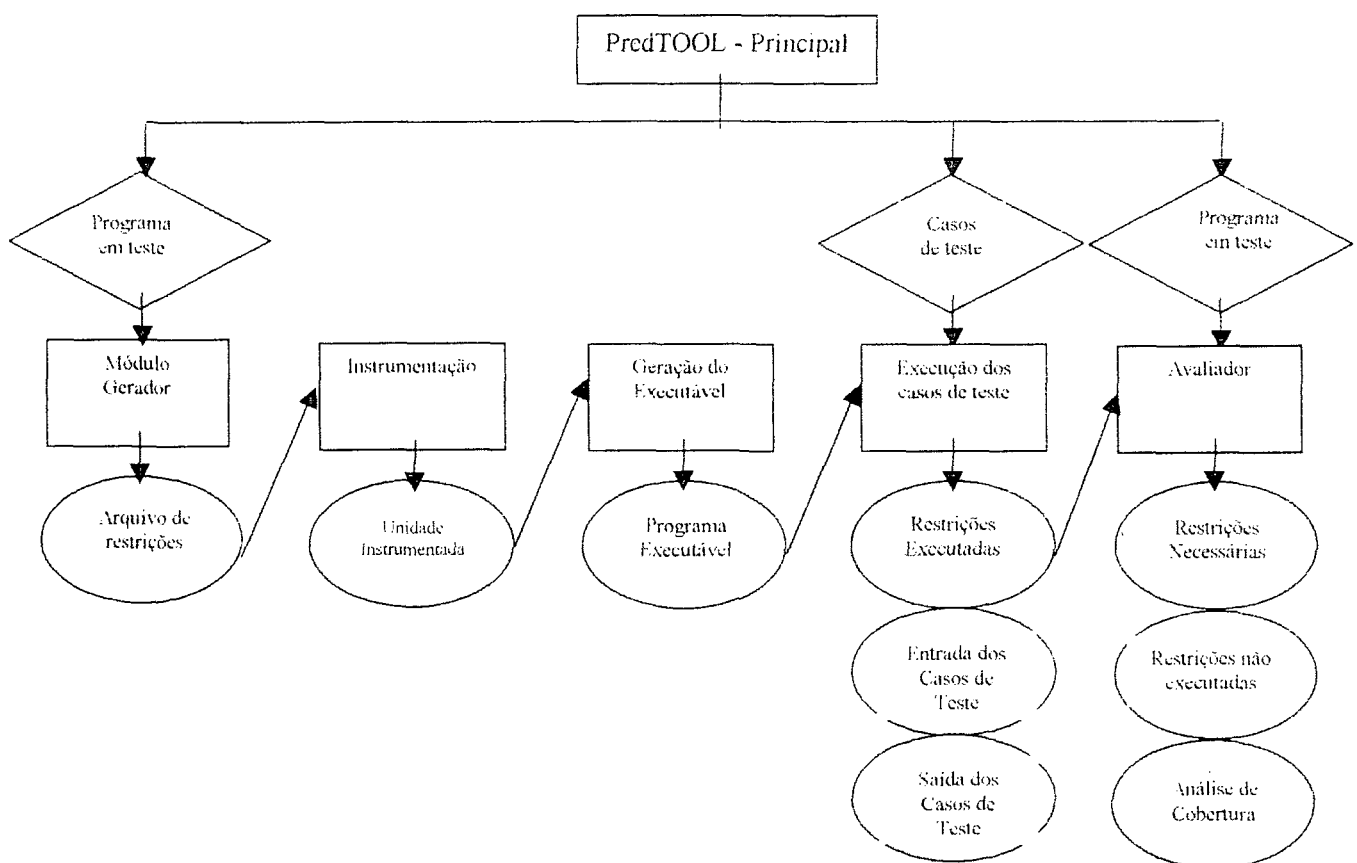 PredTOOL - Principal
Programa
em teste
Casos
de teste
Programa
em teste
Módulo
Gerador
Instrumentação
Geração do
Executável
Execução dos
casos de teste
Avaliador
Arquivo de
restrições
Unidade
Instrumentada
Programa
Executável
Restrições
Executadas
Restrições
Necessárias
Entrada dos
Casos de
Teste
Restrições não
executadas
Saída dos
Casos de
Teste
Análise de
Cobertura